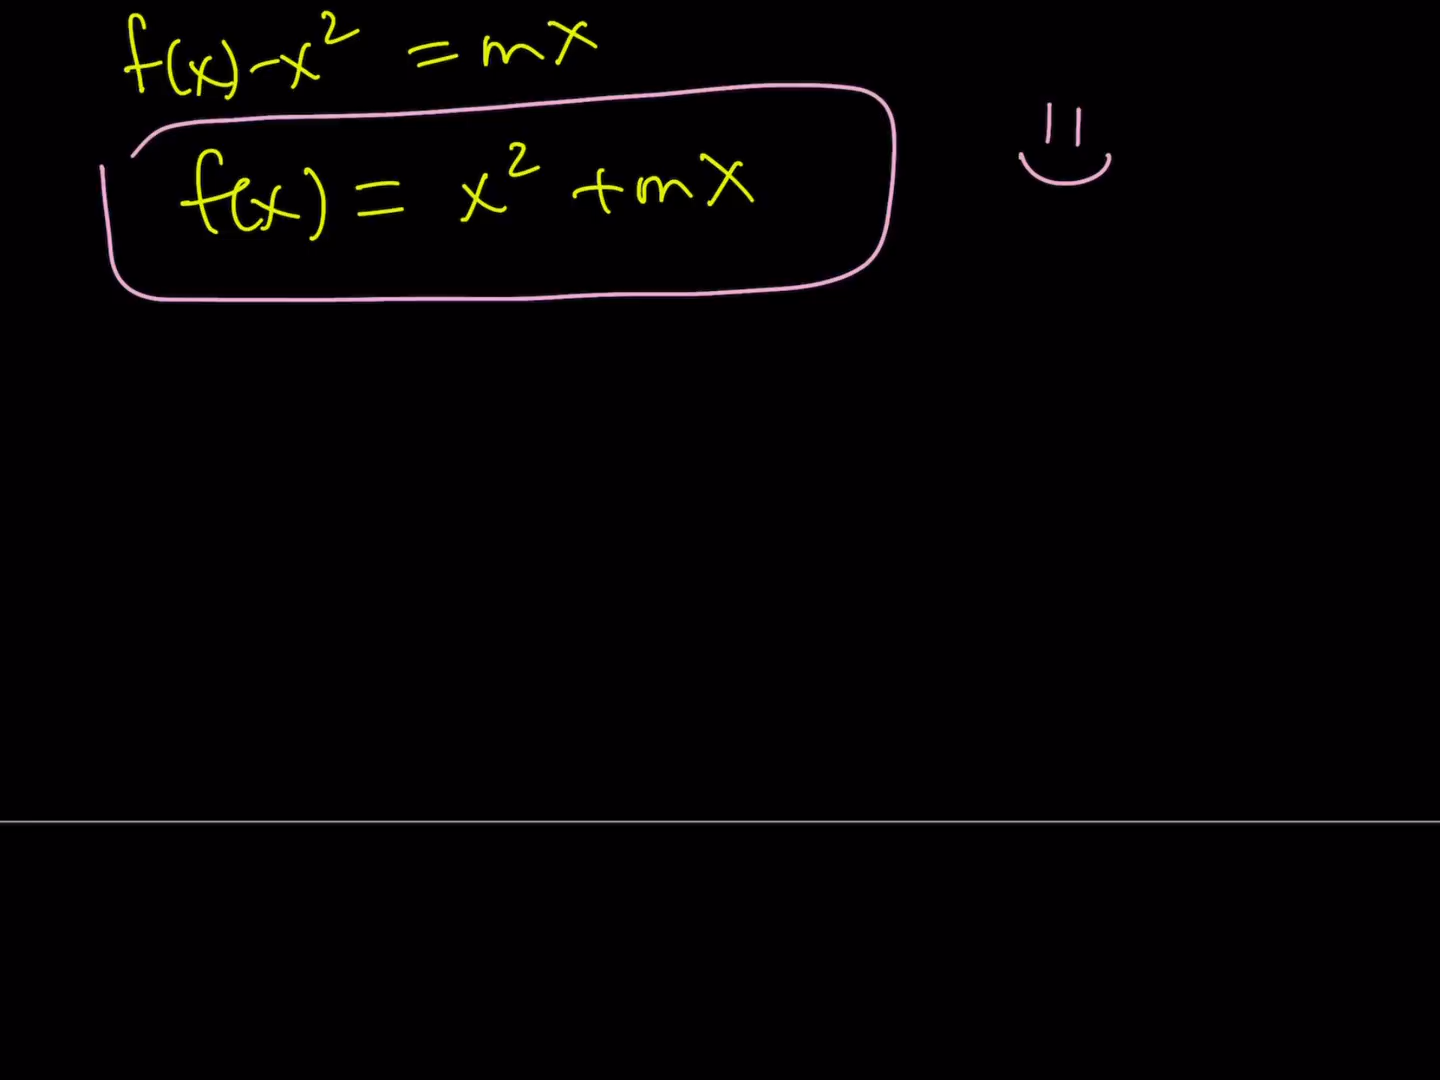 f(x)-x² = mx
f(x) = x² + mx